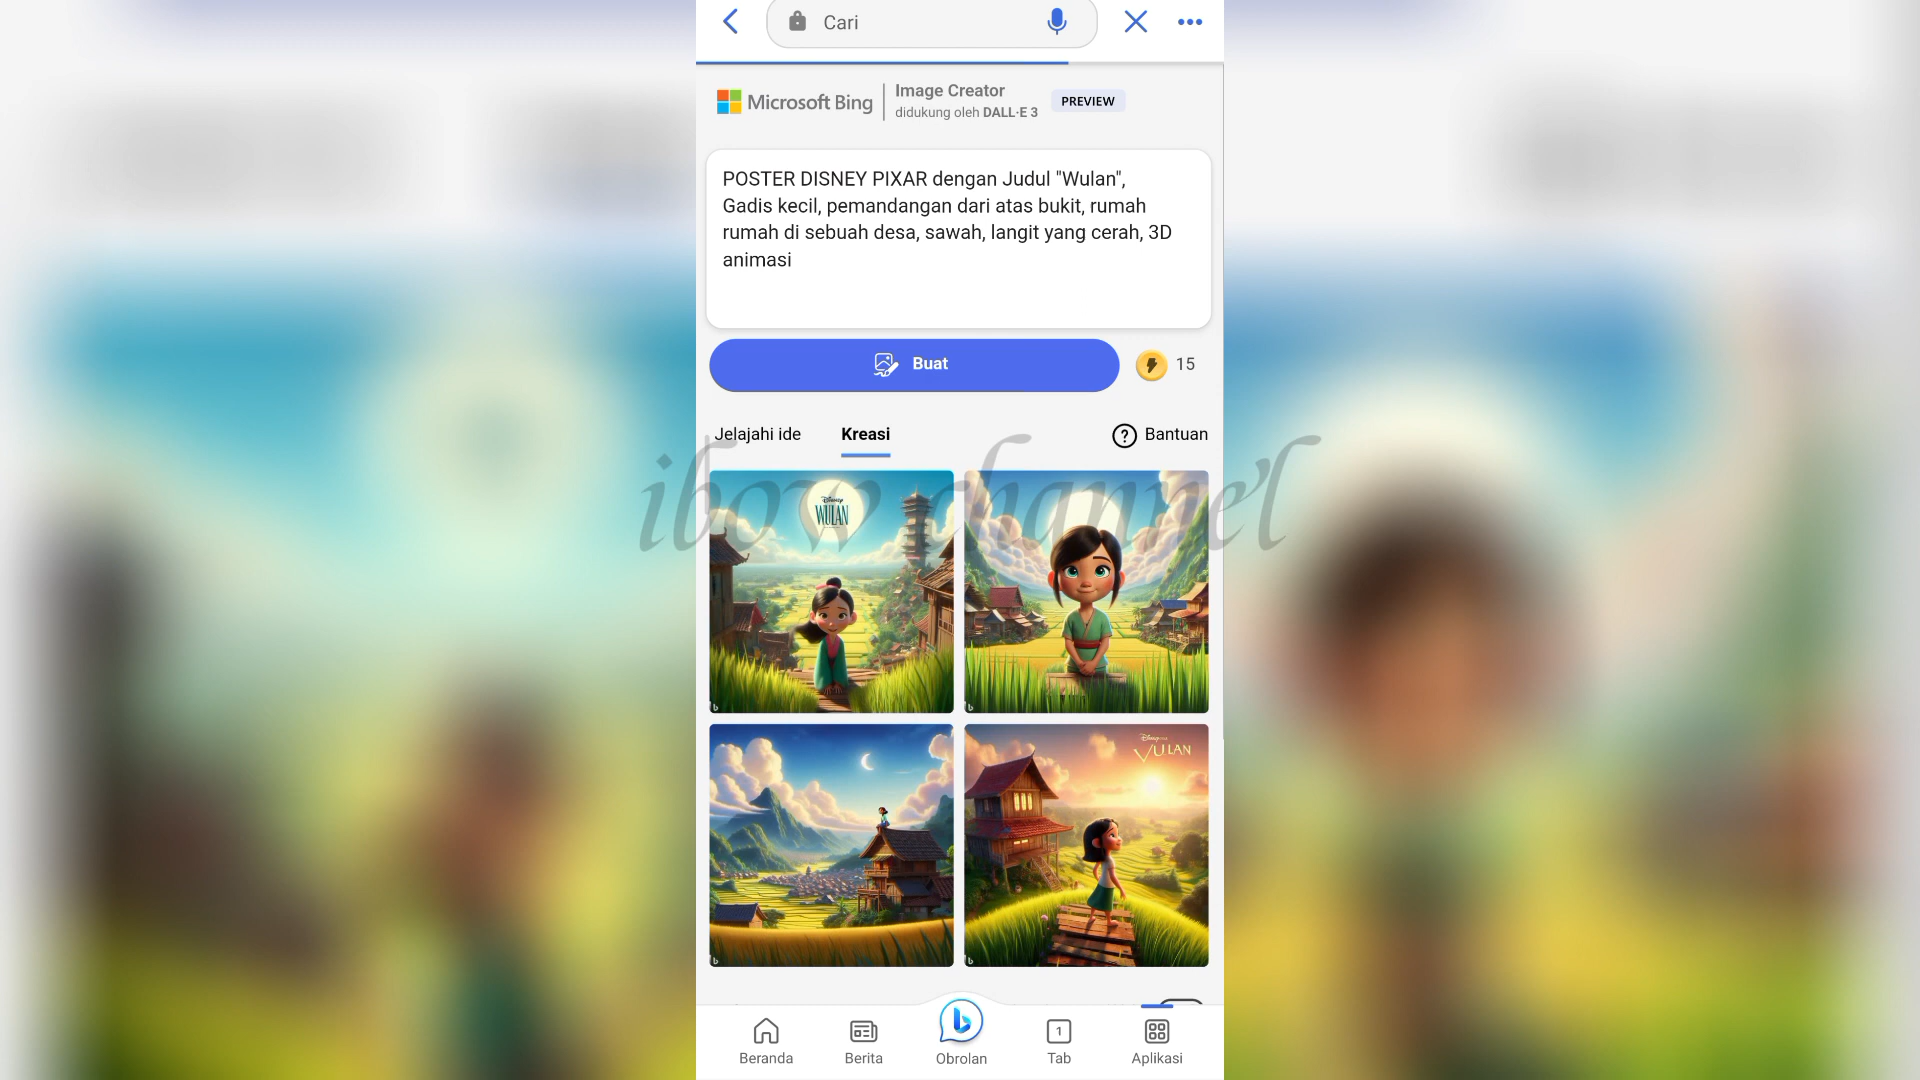 Cari
Microsoft Bing
Image Creator
didukung oleh DALL·E 3
PREVIEW
POSTER DISNEY PIXAR dengan Judul "Wulan",
Gadis kecil, pemandangan dari atas bukit, rumah
rumah di sebuah desa, sawah, langit yang cerah, 3D
animasi
Buat
15
Jelajahi ide
Kreasi
Bantuan
ibow channel
Disney
WULAN
VULAN
Beranda
Berita
Obrolan
1
Tab
Aplikasi